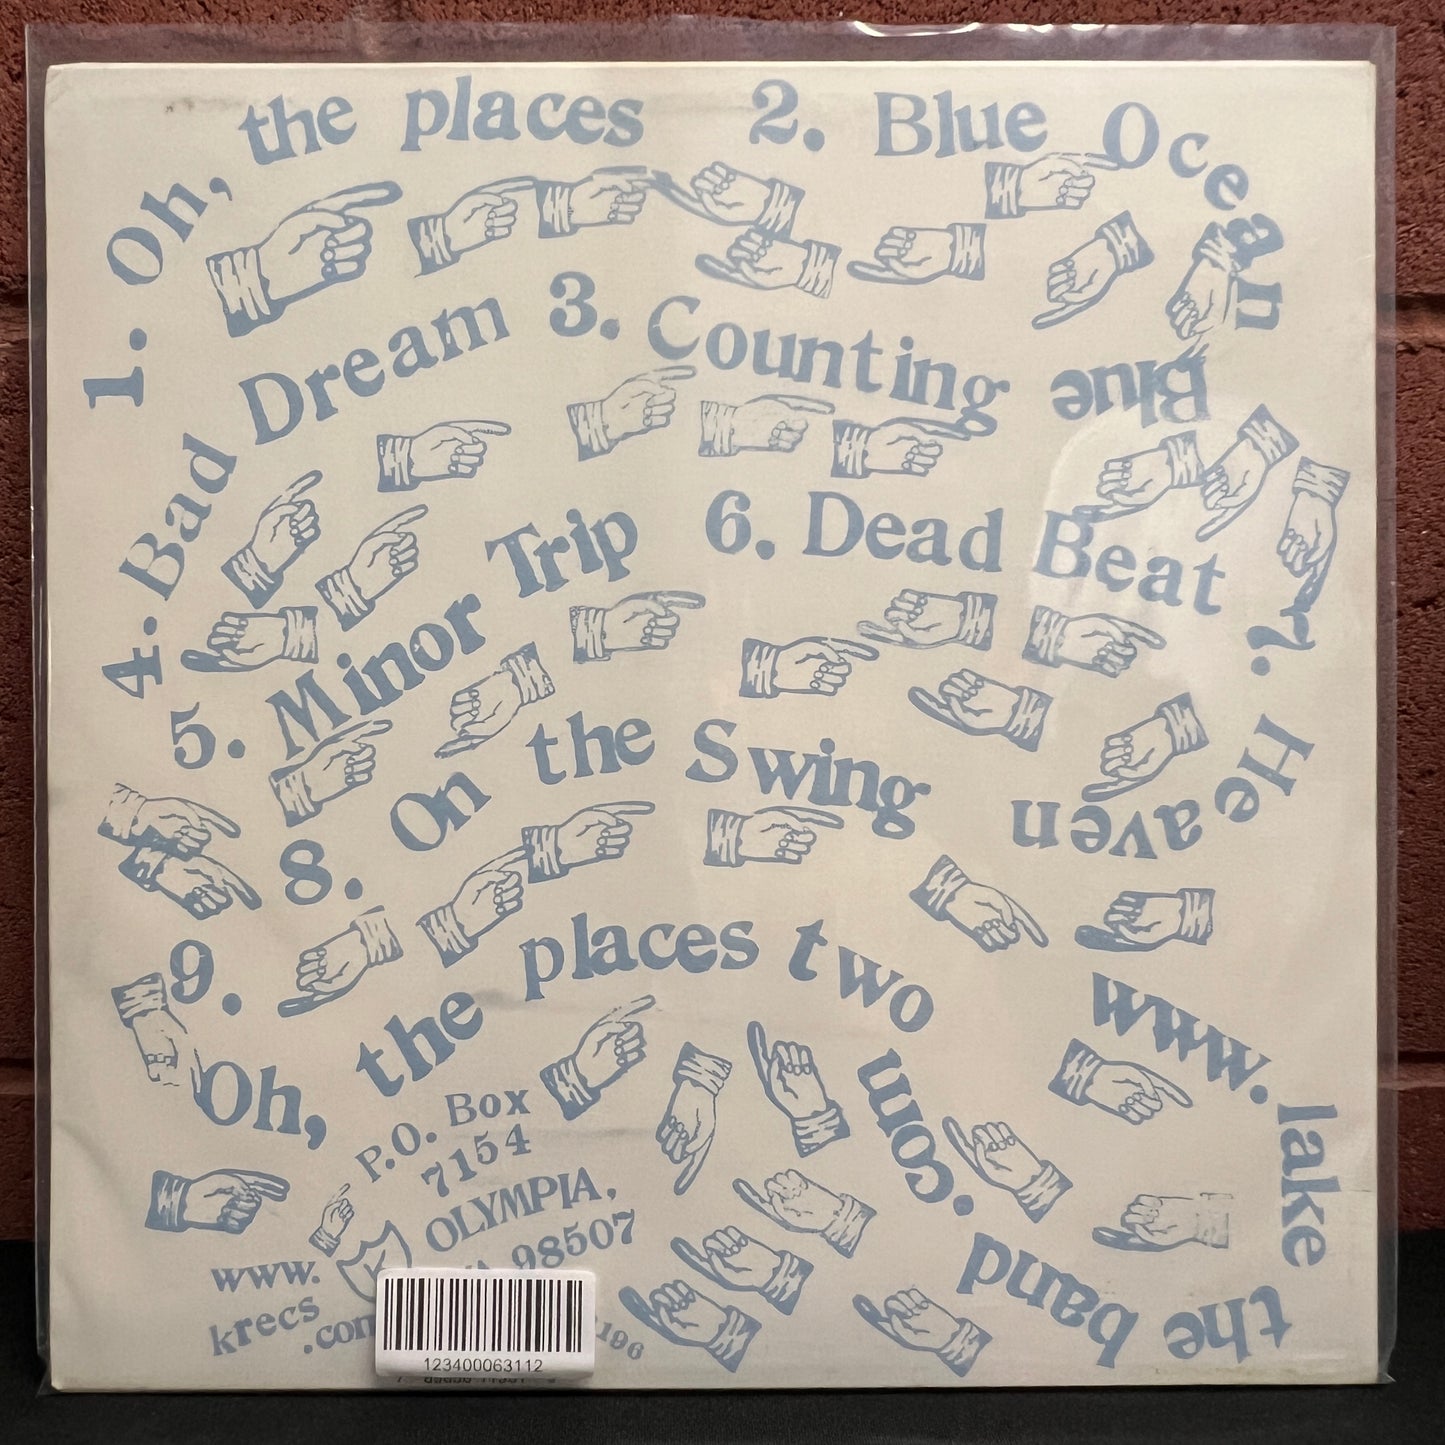 1. Oh, the places
2. Blue Ocean Blue
3. Counting
4. Bad Dream
5. Minor Trip
6. Dead Beat
7. Heaven
8. On the Swing
9. Oh, the places two
www.lake the band.com
P.O. Box
7154
OLYMPIA,
98507
www.
krecs
.com
196
123400063112